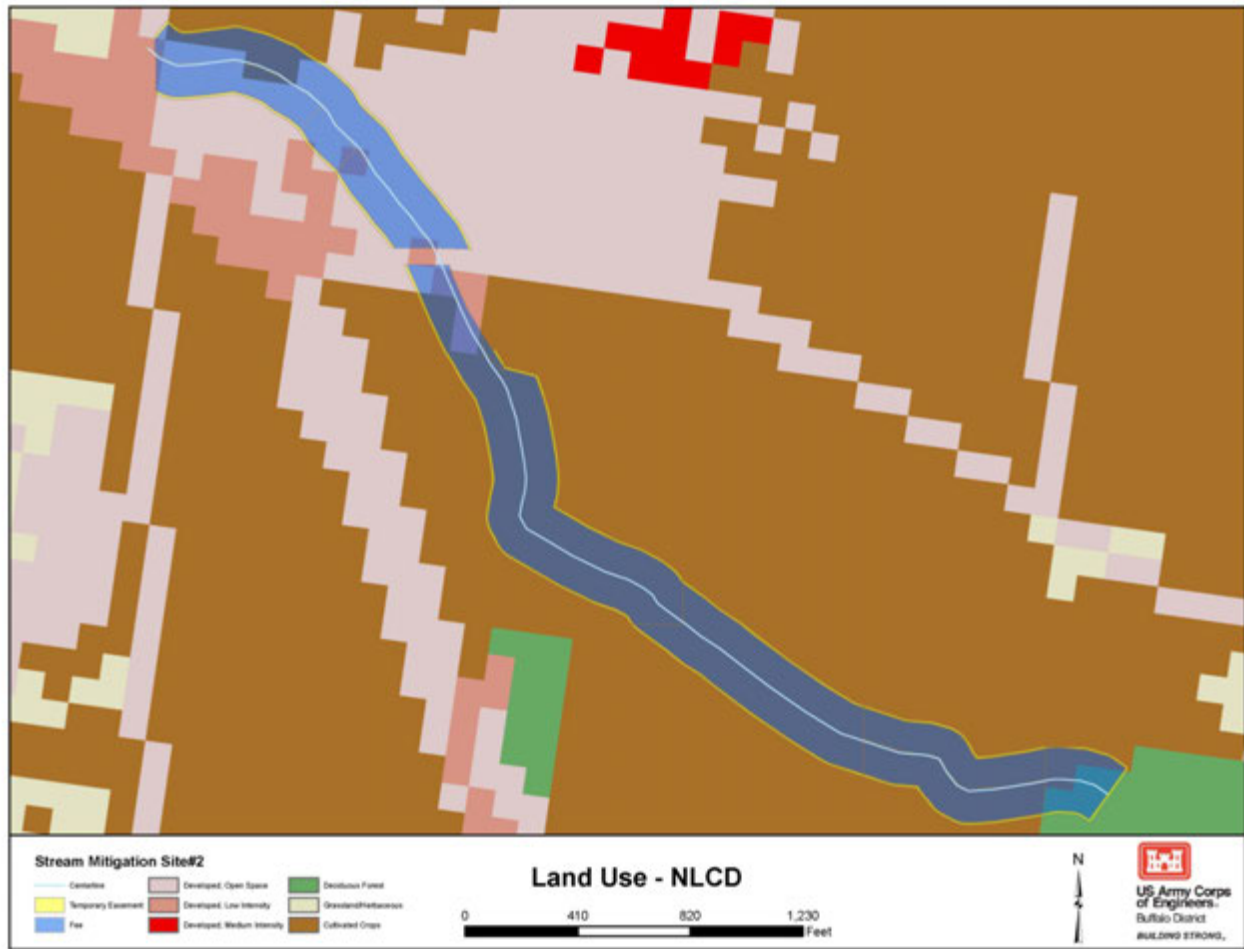 Stream Mitigation Site#2
Centerline
Temporary Easement
Fee
Developed, Open Space
Developed, Low Intensity
Developed, Medium Intensity
Deciduous Forest
Grassland/Herbaceous
Cultivated Crops
Land Use - NLCD
0 410 820 1,230
Feet
N
US Army Corps
of Engineers®
Buffalo District
BUILDING STRONG®